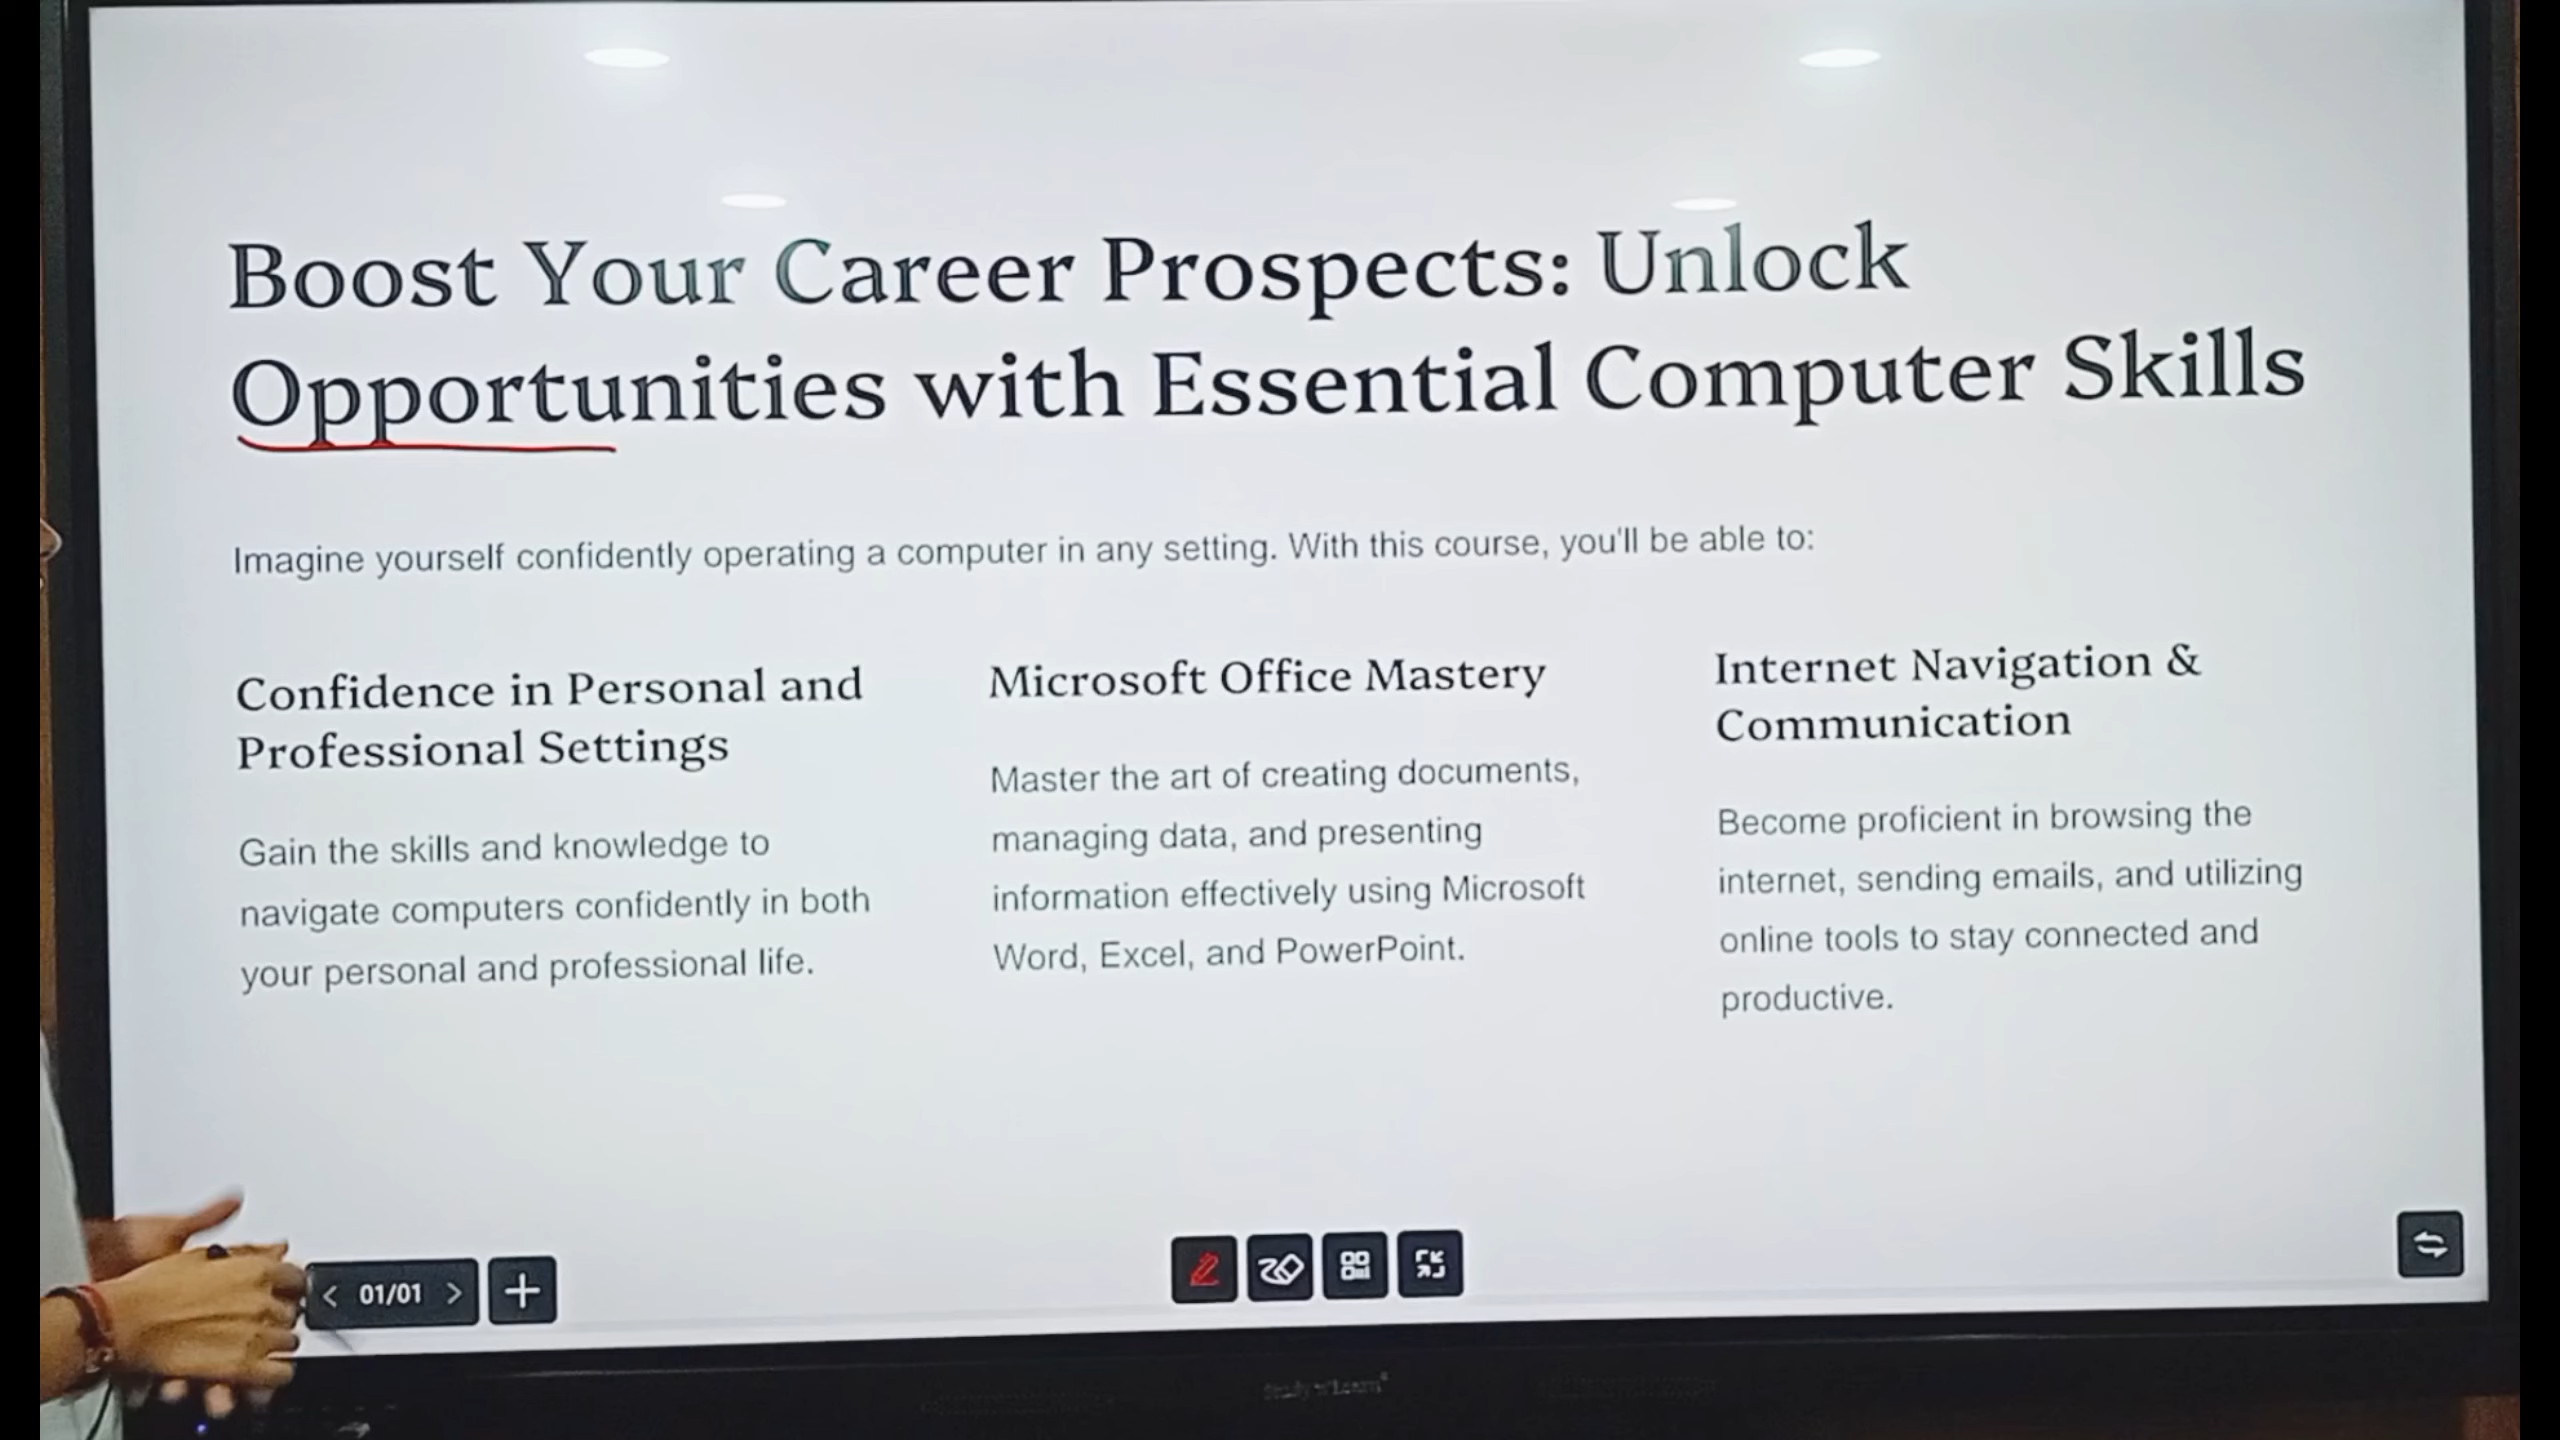 Boost Your Career Prospects: Unlock
Opportunities with Essential Computer Skills
Imagine yourself confidently operating a computer in any setting. With this course, you'll be able to:
Confidence in Personal and
Professional Settings
Gain the skills and knowledge to
navigate computers confidently in both
your personal and professional life.
Microsoft Office Mastery
Master the art of creating documents,
managing data, and presenting
information effectively using Microsoft
Word, Excel, and PowerPoint.
Internet Navigation &
Communication
Become proficient in browsing the
internet, sending emails, and utilizing
online tools to stay connected and
productive.
< 01/01 > +